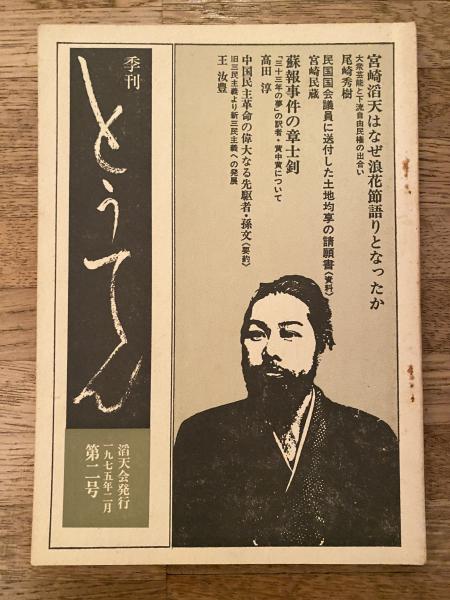 宮崎滔天はなぜ浪花節語りとなったか
大衆芸能と下流自由民権の出合い
尾崎秀樹
民国国会議員に送付した土地均享の請願書〈資料〉
宮崎民蔵
蘇報事件の章士釗
「三十三年の夢」の訳者・黄中黄について
高田 淳
中国民主革命の偉大なる先駆者・孫文〈要約〉
旧三民主義より新三民主義への発展
王 汝豊
季刊
とうてん
滔天会発行
一九七五年二月
第二号